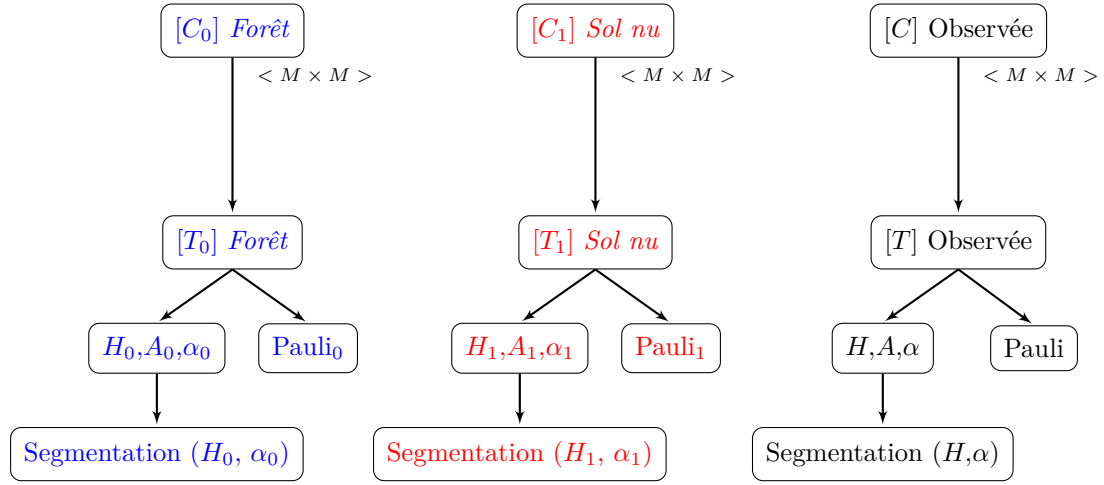 [C₀] Forêt
[C₁] Sol nu
[C] Observée
< M × M >
< M × M >
< M × M >
[T₀] Forêt
[T₁] Sol nu
[T] Observée
H₀,A₀,α₀
Pauli₀
H₁,A₁,α₁
Pauli₁
H,A,α
Pauli
Segmentation (H₀, α₀)
Segmentation (H₁, α₁)
Segmentation (H,α)